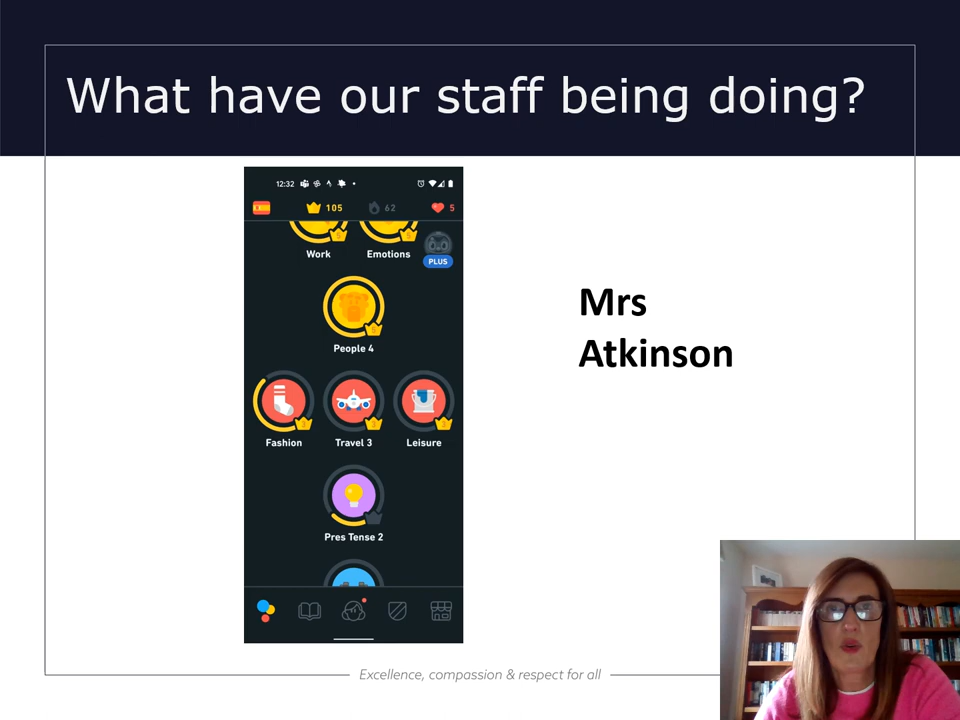 What have our staff being doing?
12:32
105 62 5
Work Emotions
PLUS
People 4
Fashion Travel 3 Leisure
Pres Tense 2
Mrs
Atkinson
Excellence, compassion & respect for all